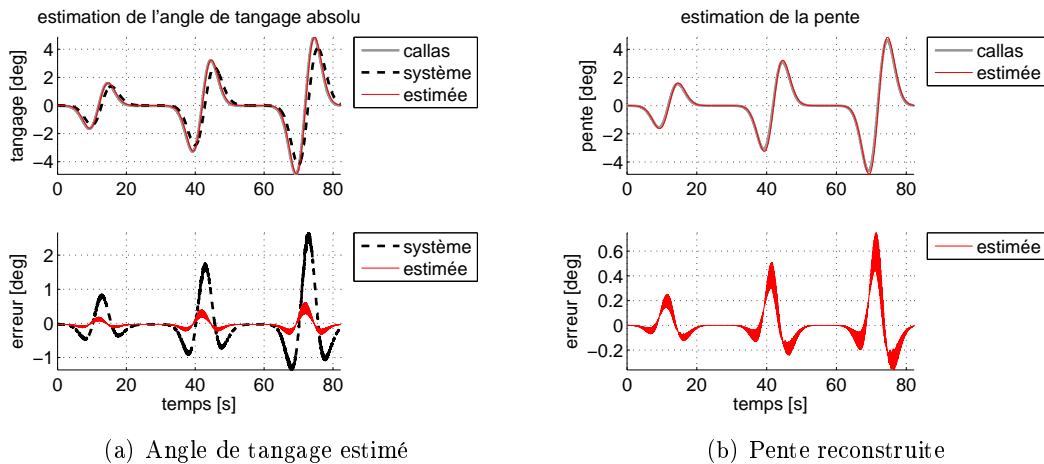 estimation de l'angle de tangage absolu
tangage [deg]
4
2
0
−2
−4
0 20 40 60 80
callas
système
estimée
erreur [deg]
2
1
0
−1
0 20 40 60 80
temps [s]
système
estimée
(a) Angle de tangage estimé
estimation de la pente
pente [deg]
4
2
0
−2
−4
0 20 40 60 80
callas
estimée
erreur [deg]
0.6
0.4
0.2
0
−0.2
0 20 40 60 80
temps [s]
estimée
(b) Pente reconstruite